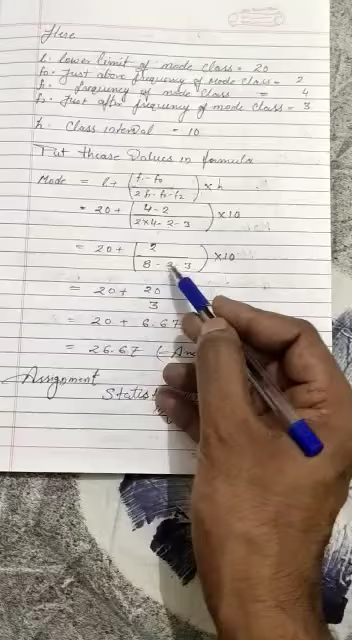 Here
l = lower limit of mode class = 20
f₀ = Just above frequency of mode class = 2
f₁ = frequency of mode class = 4
f₂ = Just after frequency of mode class = 3
h = Class interval = 10
Put these values in formula
Mode = l + (f₁-f₀ / 2f₁-f₀-f₂) × h
= 20 + (4-2 / 2×4-2-3) × 10
= 20 + (2 / 8-2-3) × 10
= 20 + 20/3
= 20 + 6.67
= 26.67
Assignment